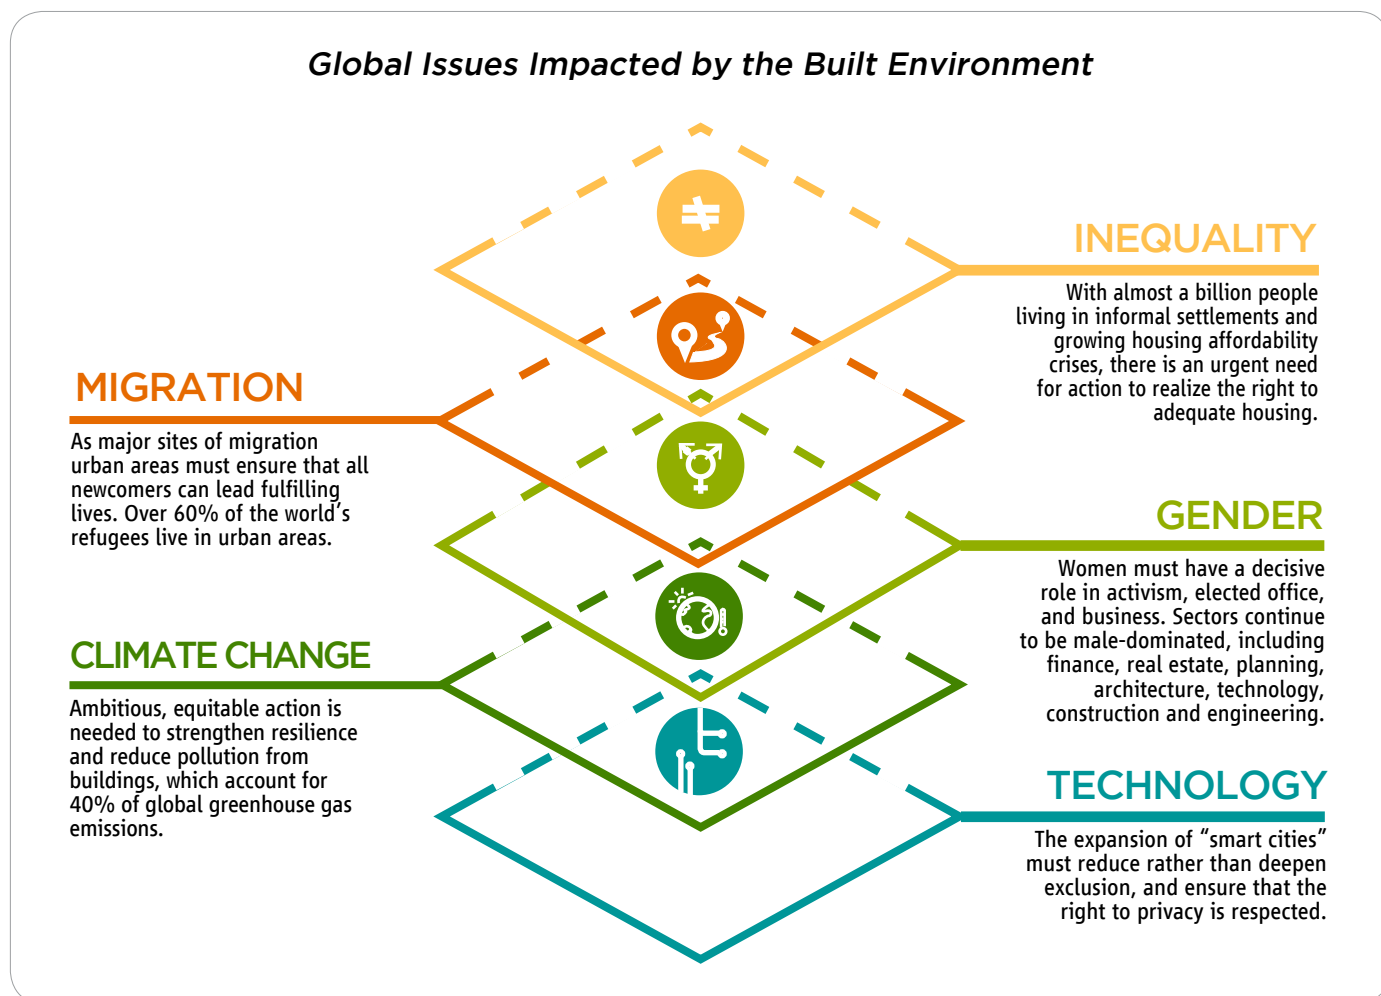 Global Issues Impacted by the Built Environment
INEQUALITY
With almost a billion people
living in informal settlements and
growing housing affordability
crises, there is an urgent need
for action to realize the right to
adequate housing.
MIGRATION
As major sites of migration
urban areas must ensure that all
newcomers can lead fulfilling
lives. Over 60% of the world’s
refugees live in urban areas.
GENDER
Women must have a decisive
role in activism, elected office,
and business. Sectors continue
to be male-dominated, including
finance, real estate, planning,
architecture, technology,
construction and engineering.
CLIMATE CHANGE
Ambitious, equitable action is
needed to strengthen resilience
and reduce pollution from
buildings, which account for
40% of global greenhouse gas
emissions.
TECHNOLOGY
The expansion of “smart cities”
must reduce rather than deepen
exclusion, and ensure that the
right to privacy is respected.